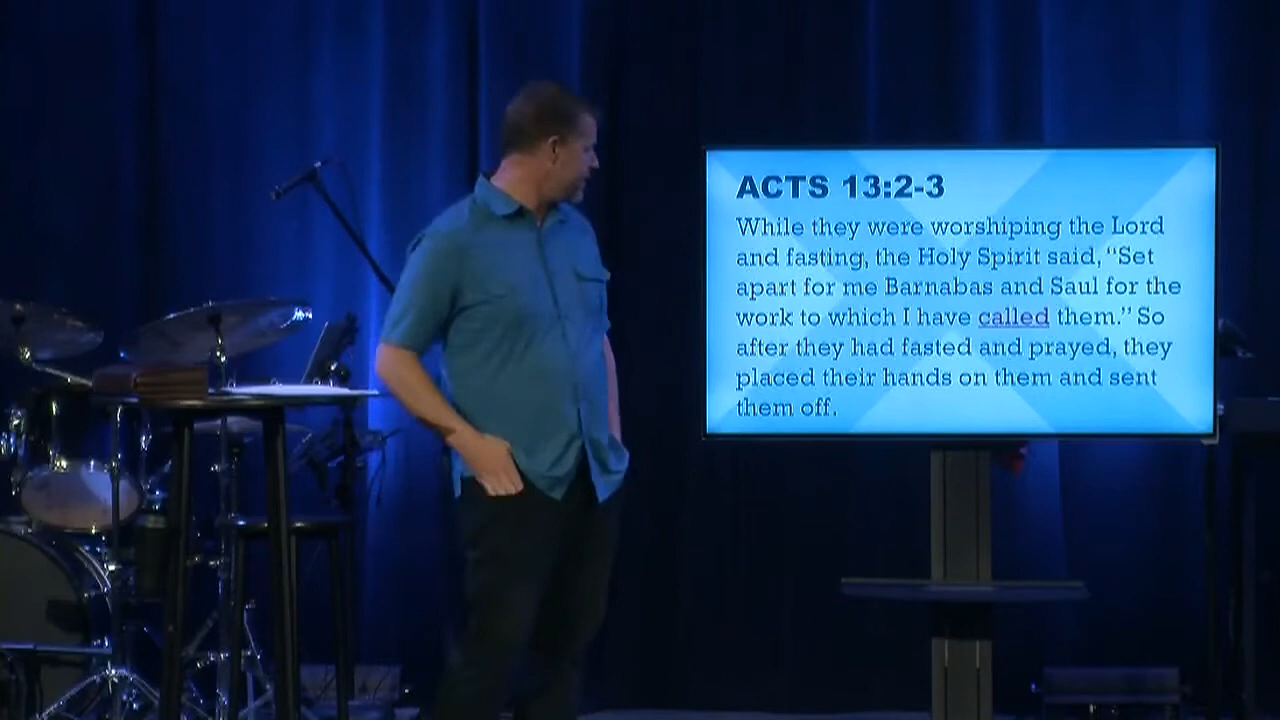 ACTS 13:2-3
While they were worshiping the Lord
and fasting, the Holy Spirit said, “Set
apart for me Barnabas and Saul for the
work to which I have called them.” So
after they had fasted and prayed, they
placed their hands on them and sent
them off.